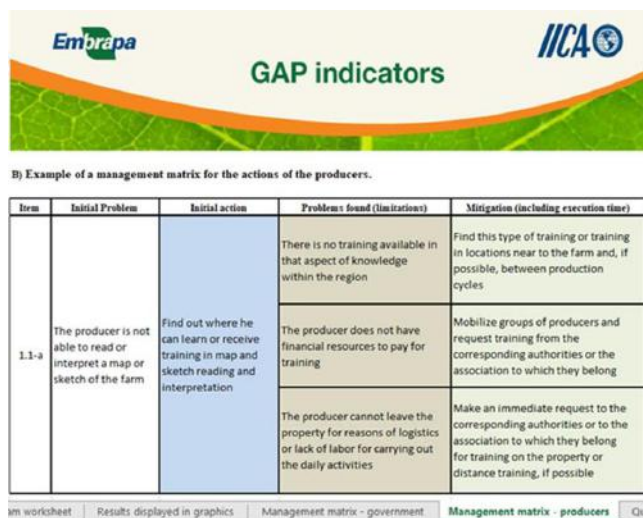 Embrapa
IICA
GAP indicators
B) Example of a management matrix for the actions of the producers.
Item
Initial Problem
Initial action
Problems found (limitations)
Mitigation (including execution time)
1.1-a
The producer is not
able to read or
interpret a map or
sketch of the farm
Find out where he
can learn or receive
training in map and
sketch reading and
interpretation
There is no training available in
that aspect of knowledge
within the region
Find this type of training or training
in locations near to the farm and, if
possible, between production
cycles
The producer does not have
financial resources to pay for
training
Mobilize groups of producers and
request training from the
corresponding authorities or the
association to which they belong
The producer cannot leave the
property for reasons of logistics
or lack of labor for carrying out
the daily activities
Make an immediate request to the
corresponding authorities or to the
association to which they belong
for training on the property or
distance training, if possible
am worksheet
Results displayed in graphics
Management matrix - government
Management matrix - producers